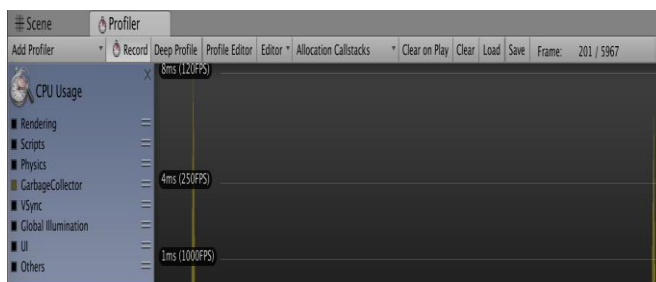 Scene Profiler
Add Profiler Record Deep Profile Profile Editor Editor Allocation Callstacks Clear on Play Clear Load Save Frame: 201 / 5967
8ms (120FPS)
CPU Usage
Rendering
Scripts
Physics
GarbageCollector
VSync
Global Illumination
UI
Others
4ms (250FPS)
1ms (1000FPS)